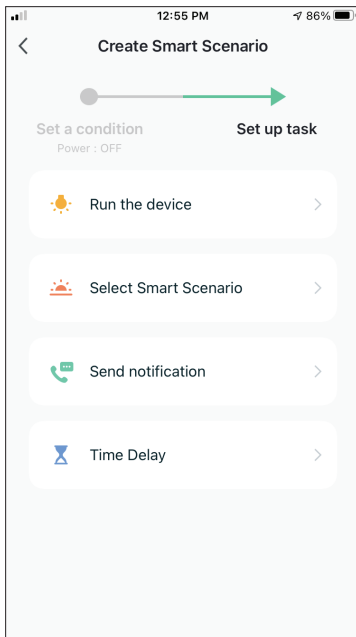 12:55 PM 86%
Create Smart Scenario
Set a condition Set up task
Power : OFF
Run the device
Select Smart Scenario
Send notification
Time Delay